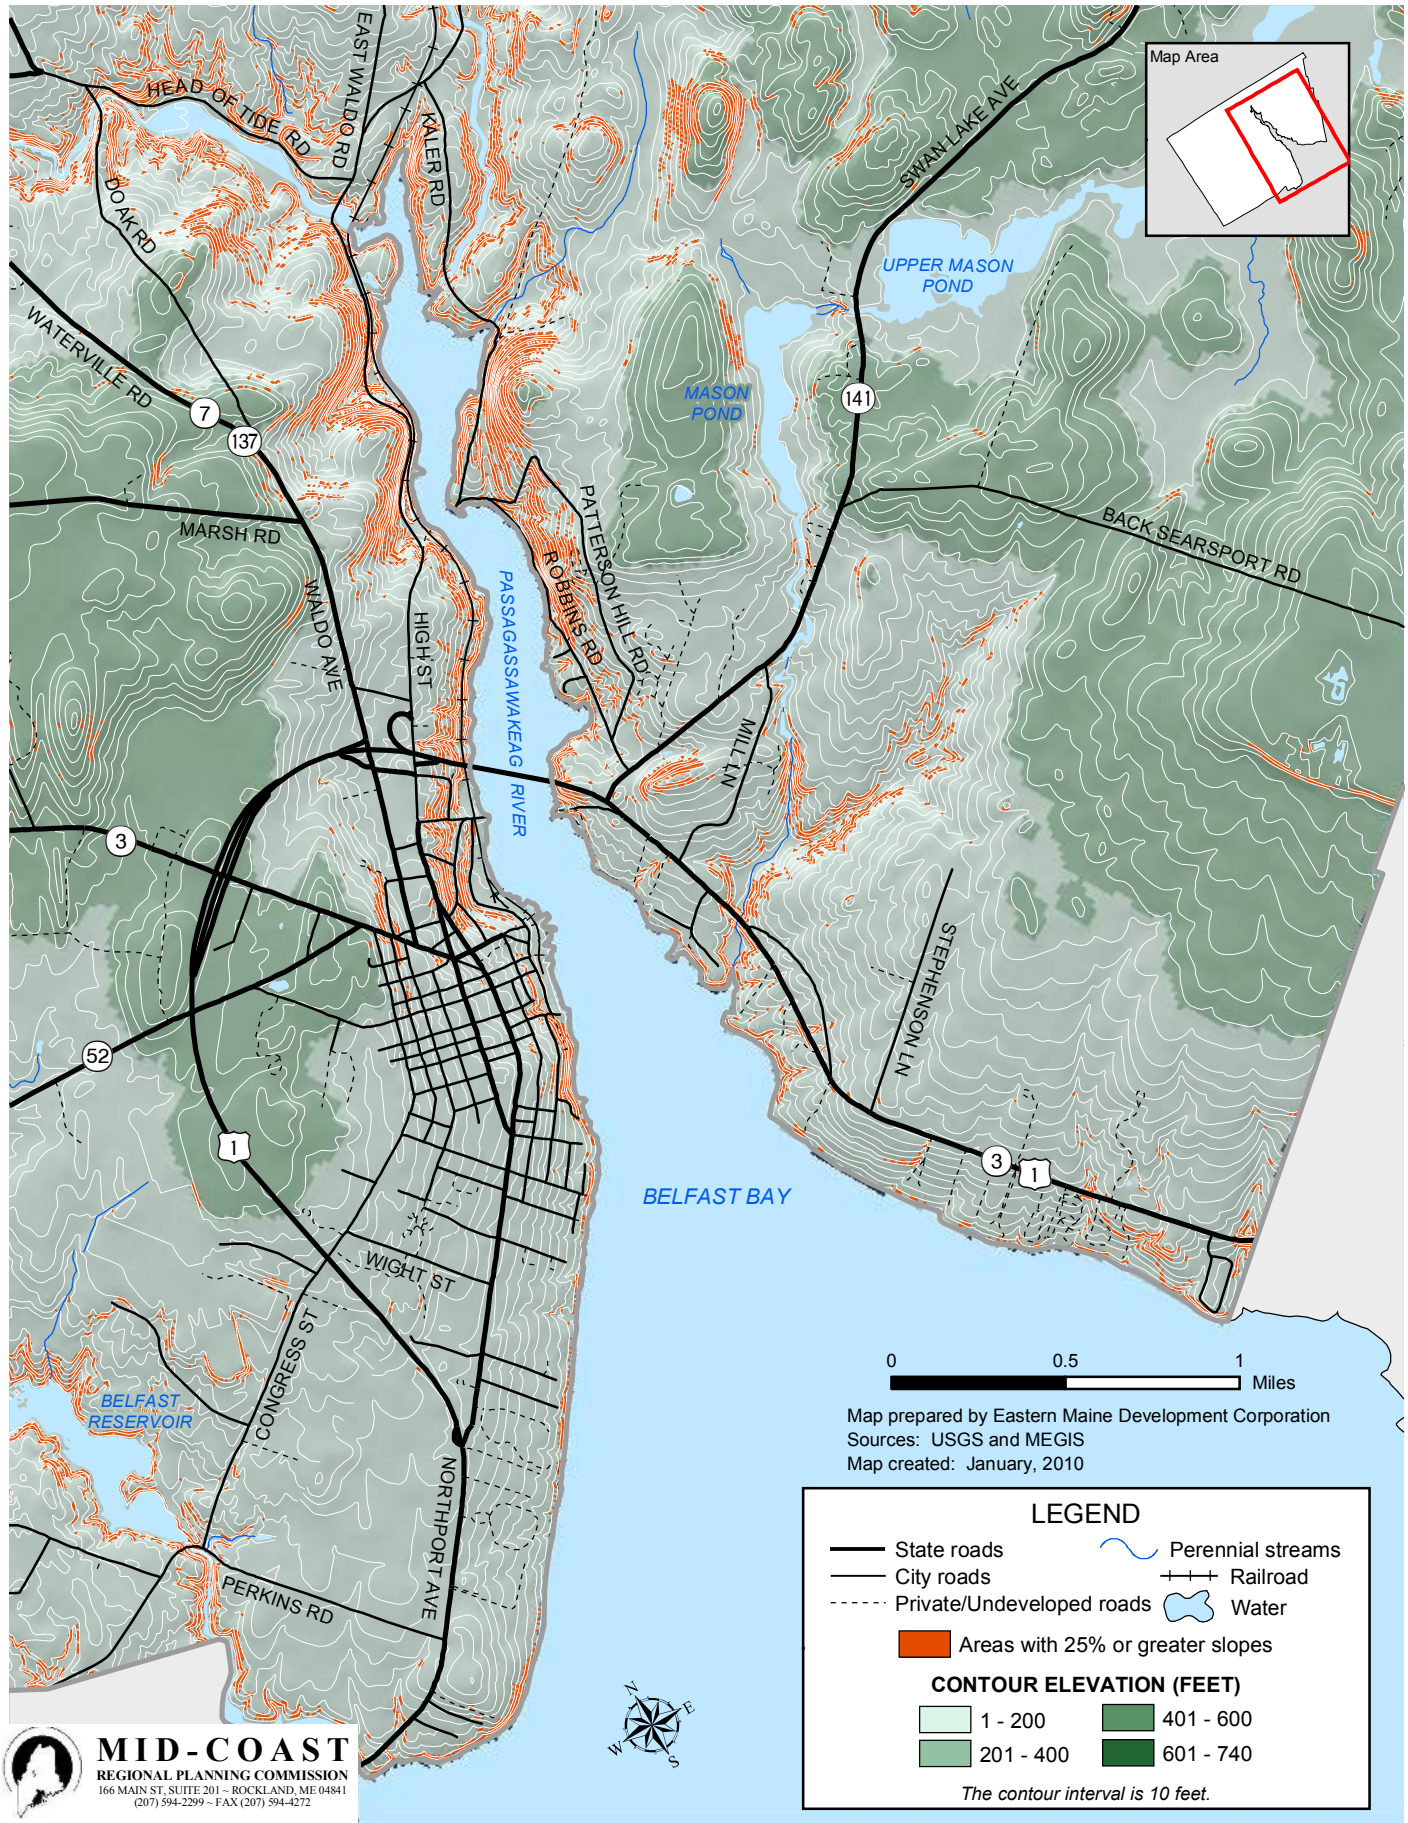 Map Area
EAST WALDO RD
HEAD OF TIDE RD
KALER RD
SWAN LAKE AVE
DOAK RD
UPPER MASON
POND
WATERVILLE RD
MASON
POND
7
137
141
MARSH RD
PATTERSON HILL RD
BACK SEARSPORT RD
ROBBINS RD
PASSAGASSAWAKEAG RIVER
WALDO AVE
HIGH ST
MILL LN
3
STEPHENSON LN
52
1
3
1
BELFAST BAY
WIGHT ST
CONGRESS ST
BELFAST
RESERVOIR
NORTHPORT AVE
PERKINS RD
0 0.5 1
Miles
Map prepared by Eastern Maine Development Corporation
Sources: USGS and MEGIS
Map created: January, 2010
LEGEND
State roads
Perennial streams
City roads
Railroad
Private/Undeveloped roads
Water
Areas with 25% or greater slopes
CONTOUR ELEVATION (FEET)
1 - 200
401 - 600
201 - 400
601 - 740
The contour interval is 10 feet.
N
E
W
S
MID-COAST
REGIONAL PLANNING COMMISSION
166 MAIN ST, SUITE 201 ~ ROCKLAND, ME 04841
(207) 594-2299 ~ FAX (207) 594-4272